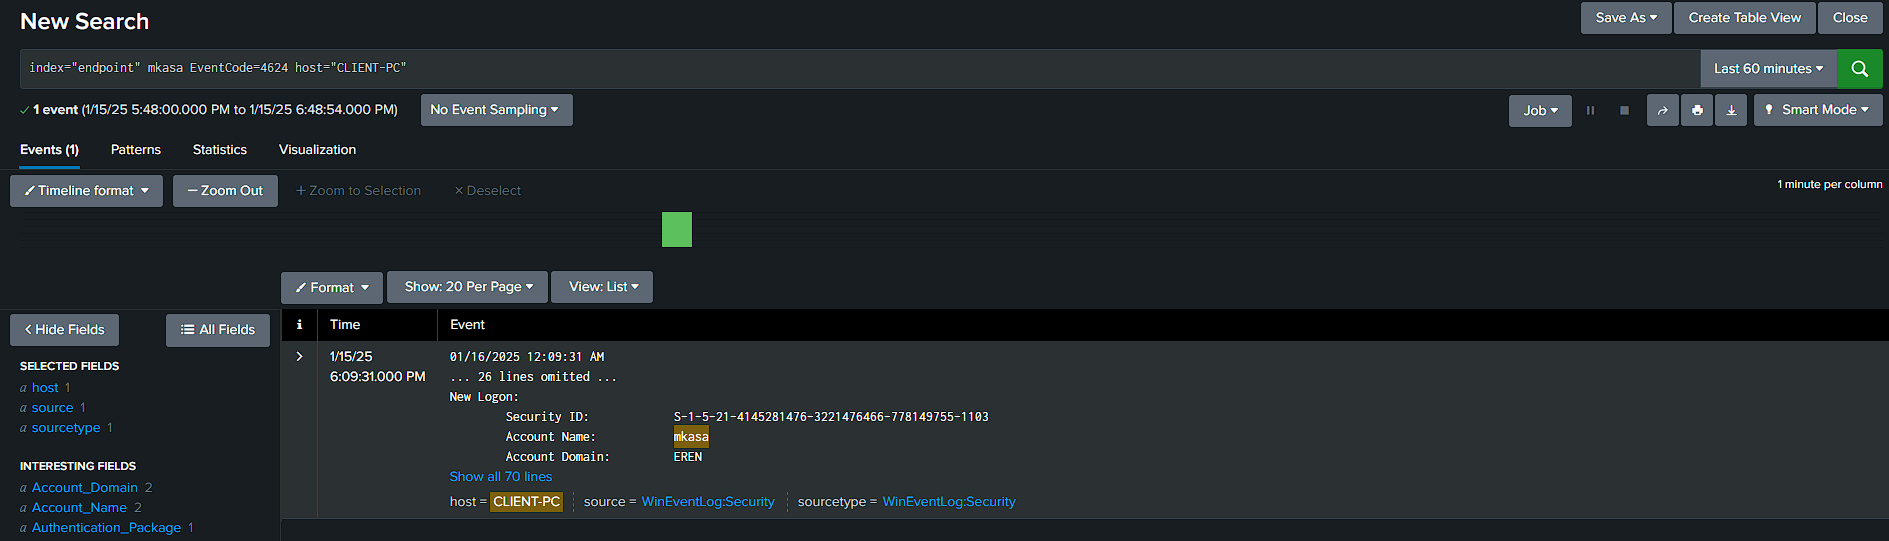 New Search
Save As
Create Table View
Close
index="endpoint" mkasa EventCode=4624 host="CLIENT-PC"
Last 60 minutes
1 event (1/15/25 5:48:00.000 PM to 1/15/25 6:48:54.000 PM)
No Event Sampling
Job
Smart Mode
Events (1)
Patterns
Statistics
Visualization
Timeline format
— Zoom Out
+ Zoom to Selection
× Deselect
1 minute per column
Format
Show: 20 Per Page
View: List
< Hide Fields
All Fields
i
Time
Event
SELECTED FIELDS
a host 1
a source 1
a sourcetype 1
INTERESTING FIELDS
a Account_Domain 2
a Account_Name 2
a Authentication_Package 1
>
1/15/25
6:09:31.000 PM
01/16/2025 12:09:31 AM
... 26 lines omitted ...
New Logon:
Security ID: S-1-5-21-4145281476-3221476466-778149755-1103
Account Name: mkasa
Account Domain: EREN
Show all 70 lines
host = CLIENT-PC
source = WinEventLog:Security
sourcetype = WinEventLog:Security